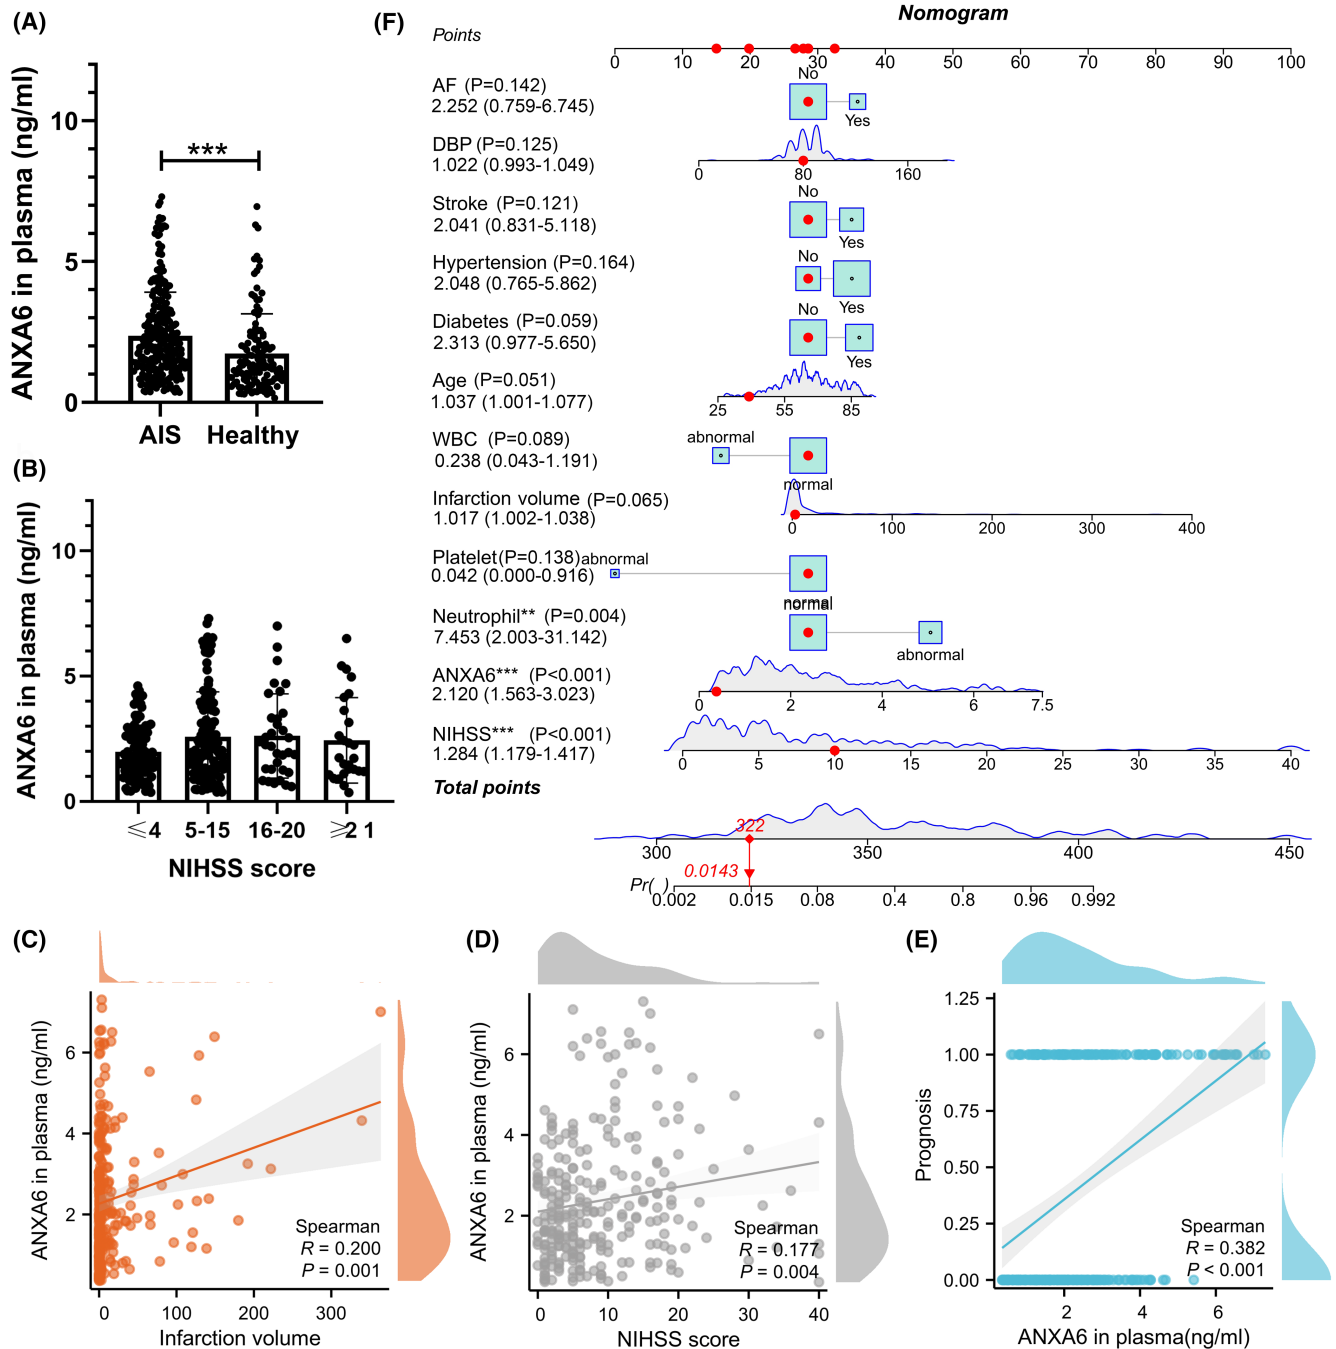 (A)
ANXA6 in plasma (ng/ml)
10
5
0
***
AIS Healthy
(B)
ANXA6 in plasma (ng/ml)
10
5
0
⩽4 5-15 16-20 ⩾2 1
NIHSS score
(F)
Nomogram
Points
0 10 20 30 40 50 60 70 80 90 100
AF (P=0.142)
2.252 (0.759-6.745)
No
Yes
DBP (P=0.125)
1.022 (0.993-1.049)
0 80 160
Stroke (P=0.121)
2.041 (0.831-5.118)
No
Yes
Hypertension (P=0.164)
2.048 (0.765-5.862)
No
Yes
Diabetes (P=0.059)
2.313 (0.977-5.650)
No
Yes
Age (P=0.051)
1.037 (1.001-1.077)
25 55 85
WBC (P=0.089)
0.238 (0.043-1.191)
abnormal
normal
Infarction volume (P=0.065)
1.017 (1.002-1.038)
0 100 200 300 400
Platelet(P=0.138)
0.042 (0.000-0.916)
abnormal
normal
Neutrophil** (P=0.004)
7.453 (2.003-31.142)
normal
abnormal
ANXA6*** (P<0.001)
2.120 (1.563-3.023)
0 2 4 6 7.5
NIHSS*** (P<0.001)
1.284 (1.179-1.417)
0 5 10 15 20 25 30 35 40
Total points
322
300 350 400 450
0.0143
Pr( )
0.002 0.015 0.08 0.4 0.8 0.96 0.992
(C)
ANXA6 in plasma (ng/ml)
6
4
2
Spearman
R = 0.200
P = 0.001
0 100 200 300
Infarction volume
(D)
ANXA6 in plasma (ng/ml)
6
4
2
Spearman
R = 0.177
P = 0.004
0 10 20 30 40
NIHSS score
(E)
Prognosis
1.25
1.00
0.75
0.50
0.25
0.00
Spearman
R = 0.382
P < 0.001
2 4 6
ANXA6 in plasma(ng/ml)